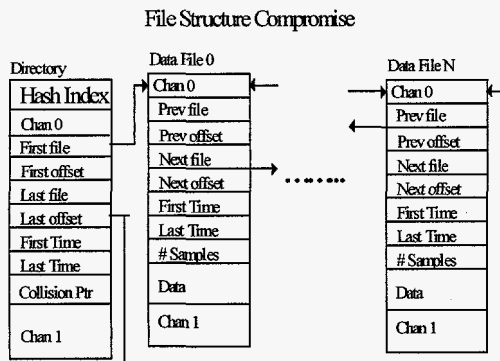 File Structure Compromise
Directory
Hash Index
Chan 0
First file
First offset
Last file
Last offset
First Time
Last Time
Collision Ptr
Chan 1
Data File 0
Chan 0
Prev file
Prev offset
Next file
Next offset
First Time
Last Time
# Samples
Data
Chan 1
Data File N
Chan 0
Prev file
Prev offset
Next file
Next offset
First Time
Last Time
# Samples
Data
Chan 1